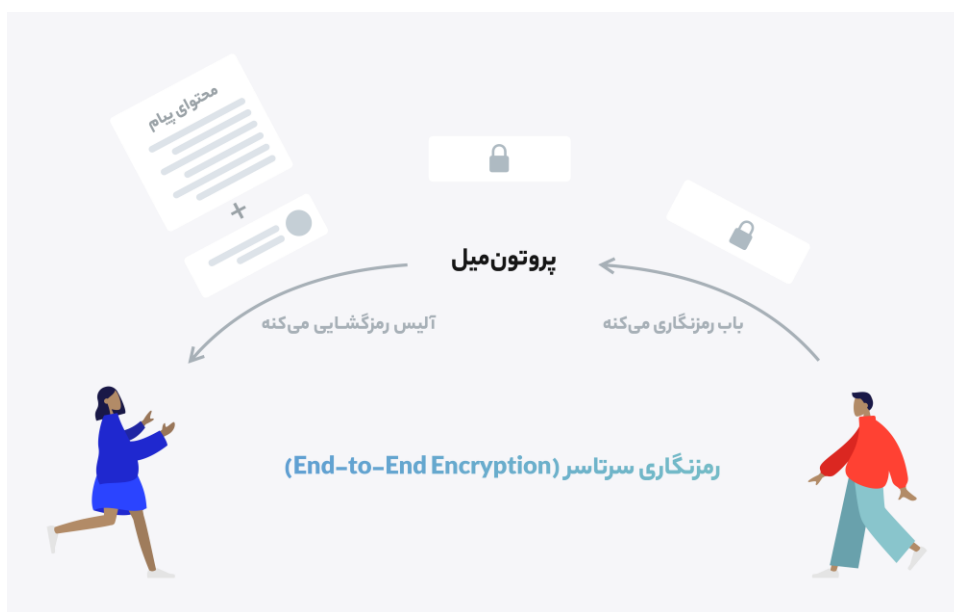 محتوای پیام
پروتون‌میل
باب رمزنگاری می‌کنه
آلیس رمزگشایی می‌کنه
رمزنگاری سرتاسر (End-to-End Encryption)